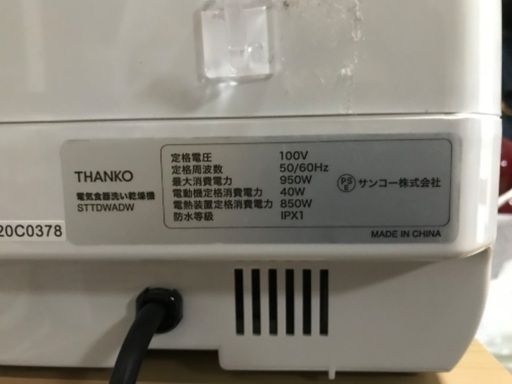 THANKO
電気食器洗い乾燥機
STTDWADW
定格電圧 100V
定格周波数 50/60Hz
最大消費電力 950W
電動機定格消費電力 40W
電熱装置定格消費電力 850W
防水等級 IPX1
PSE サンコー株式会社
MADE IN CHINA
20C0378